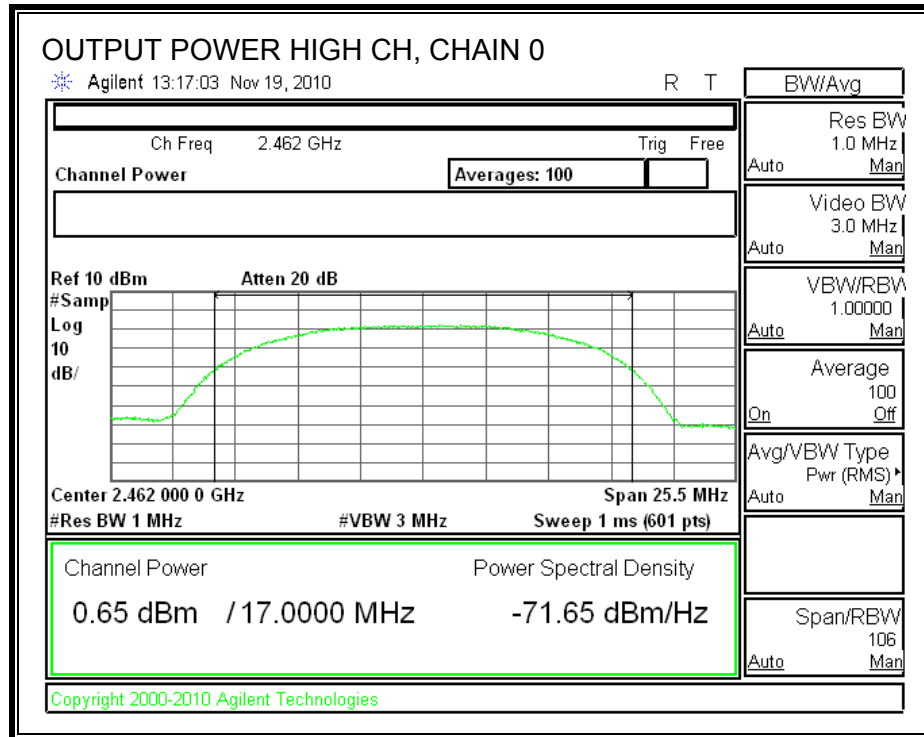 OUTPUT POWER HIGH CH, CHAIN 0
Agilent 13:17:03 Nov 19, 2010 R T
Ch Freq 2.462 GHz Trig Free
Channel Power Averages: 100
Ref 10 dBm Atten 20 dB
#Samp
Log
10
dB/
Center 2.462 000 0 GHz Span 25.5 MHz
#Res BW 1 MHz #VBW 3 MHz Sweep 1 ms (601 pts)
Channel Power Power Spectral Density
0.65 dBm / 17.0000 MHz -71.65 dBm/Hz
Copyright 2000-2010 Agilent Technologies
BW/Avg
Res BW
1.0 MHz
Auto Man
Video BW
3.0 MHz
Auto Man
VBW/RBW
1.00000
Auto Man
Average
100
On Off
Avg/VBW Type
Pwr (RMS)
Auto Man
Span/RBW
106
Auto Man